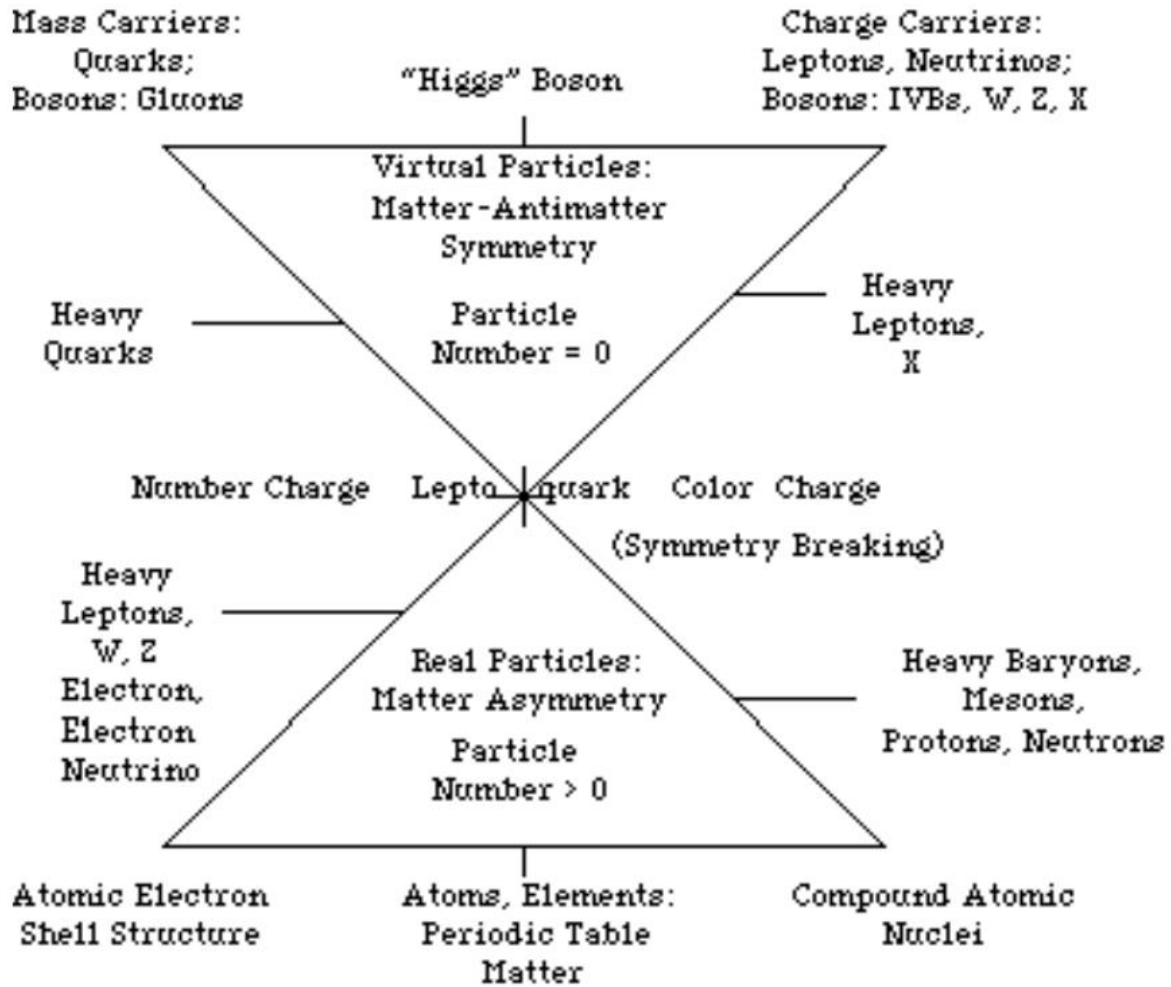 Mass Carriers:
Quarks;
Bosons: Gluons
"Higgs" Boson
Charge Carriers:
Leptons, Neutrinos;
Bosons: IVBs, W, Z, X
Virtual Particles:
Matter-Antimatter
Symmetry
Particle
Number = 0
Heavy
Quarks
Heavy
Leptons,
X
Number Charge Lepto quark Color Charge
(Symmetry Breaking)
Heavy
Leptons,
W, Z
Electron,
Electron
Neutrino
Real Particles:
Matter Asymmetry
Particle
Number > 0
Heavy Baryons,
Mesons,
Protons, Neutrons
Atomic Electron
Shell Structure
Atoms, Elements:
Periodic Table
Matter
Compound Atomic
Nuclei